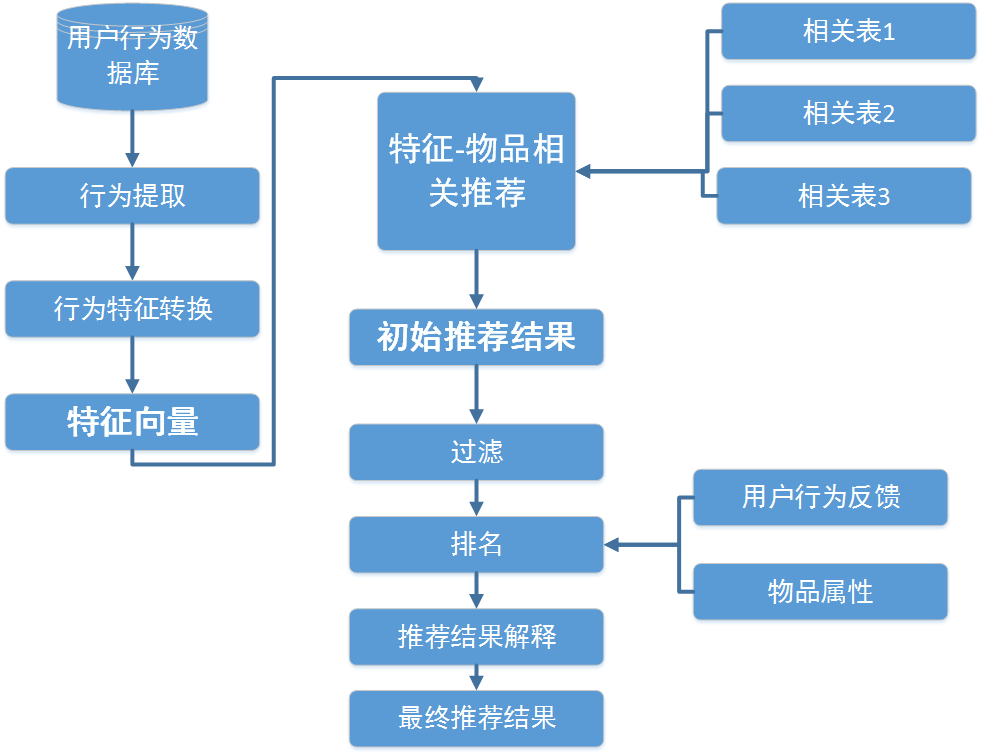 用户行为数
据库
行为提取
行为特征转换
特征向量
特征-物品相
关推荐
相关表1
相关表2
相关表3
初始推荐结果
过滤
排名
用户行为反馈
物品属性
推荐结果解释
最终推荐结果